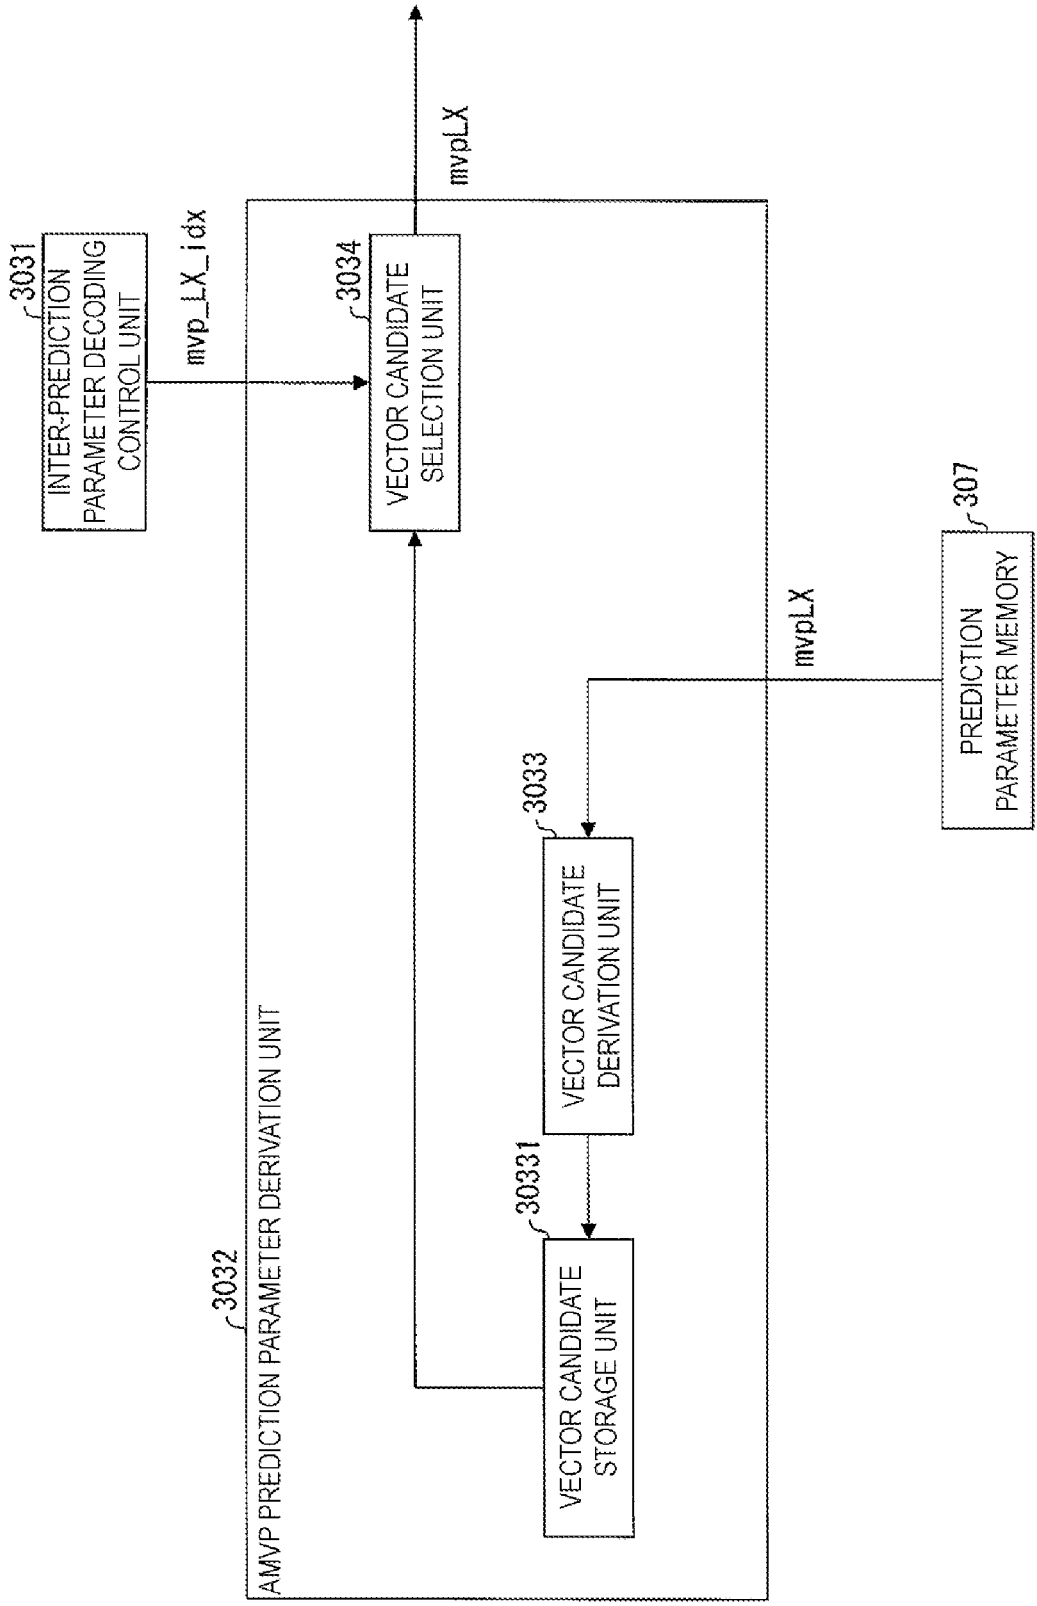 3032
AMVP PREDICTION PARAMETER DERIVATION UNIT
3031
INTER-PREDICTION
PARAMETER DECODING
CONTROL UNIT
mvp_LX_idx
3034
VECTOR CANDIDATE
SELECTION UNIT
mvpLX
30331
VECTOR CANDIDATE
STORAGE UNIT
3033
VECTOR CANDIDATE
DERIVATION UNIT
mvpLX
307
PREDICTION
PARAMETER MEMORY